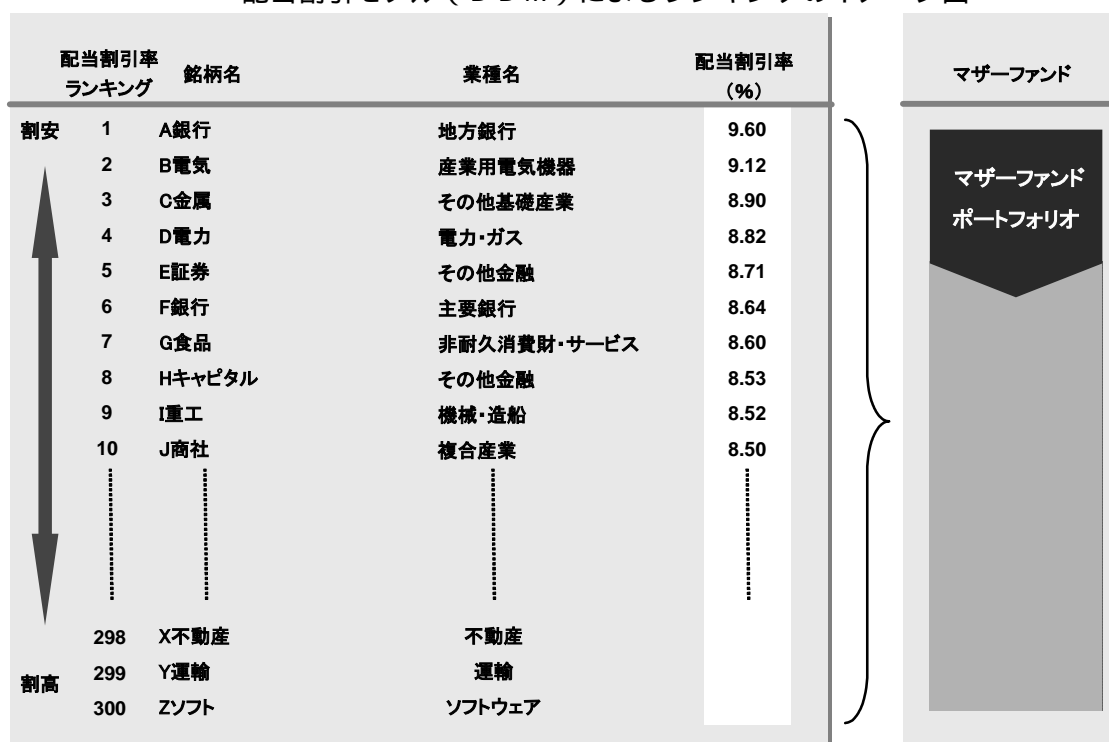 配当割引率 銘柄名 業種名 配当割引率 マザーファンド
ランキング (%)
割安 1 A銀行 地方銀行 9.60
2 B電気 産業用電気機器 9.12
3 C金属 その他基礎産業 8.90
4 D電力 電力・ガス 8.82
5 E証券 その他金融 8.71
6 F銀行 主要銀行 8.64
7 G食品 非耐久消費財・サービス 8.60
8 Hキャピタル その他金融 8.53
9 I重工 機械・造船 8.52
10 J商社 複合産業 8.50
298 X不動産 不動産
299 Y運輸 運輸
割高
300 Zソフト ソフトウェア
マザーファンド
ポートフォリオ